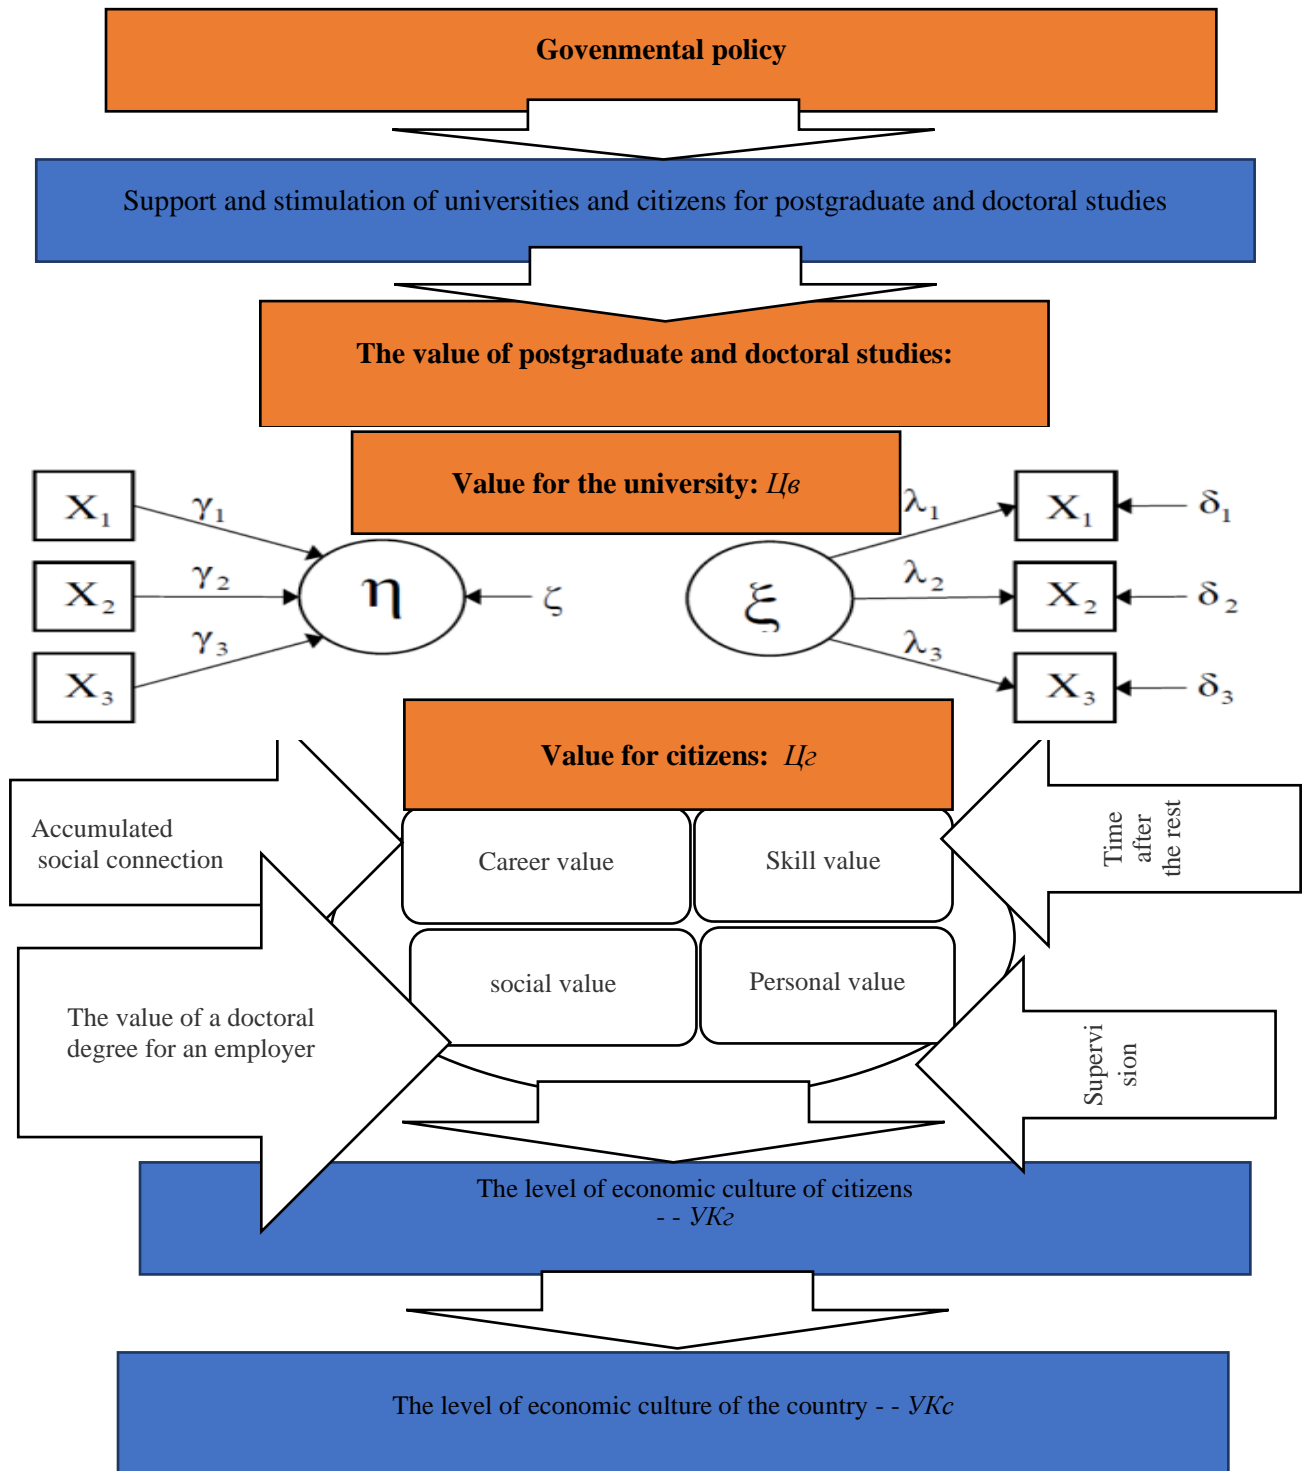 Govenmental policy
Support and stimulation of universities and citizens for postgraduate and doctoral studies
The value of postgraduate and doctoral studies:
Value for the university: Цв
X₁
γ₁
X₂
γ₂
X₃
γ₃
η
ζ
ξ
λ₁
X₁
δ₁
λ₂
X₂
δ₂
λ₃
X₃
δ₃
Value for citizens: Цг
Accumulated
social connection
Career value
Skill value
Time
after
the rest
The value of a doctoral
degree for an employer
social value
Personal value
Supervi
sion
The level of economic culture of citizens
- - УКг
The level of economic culture of the country - - УКс